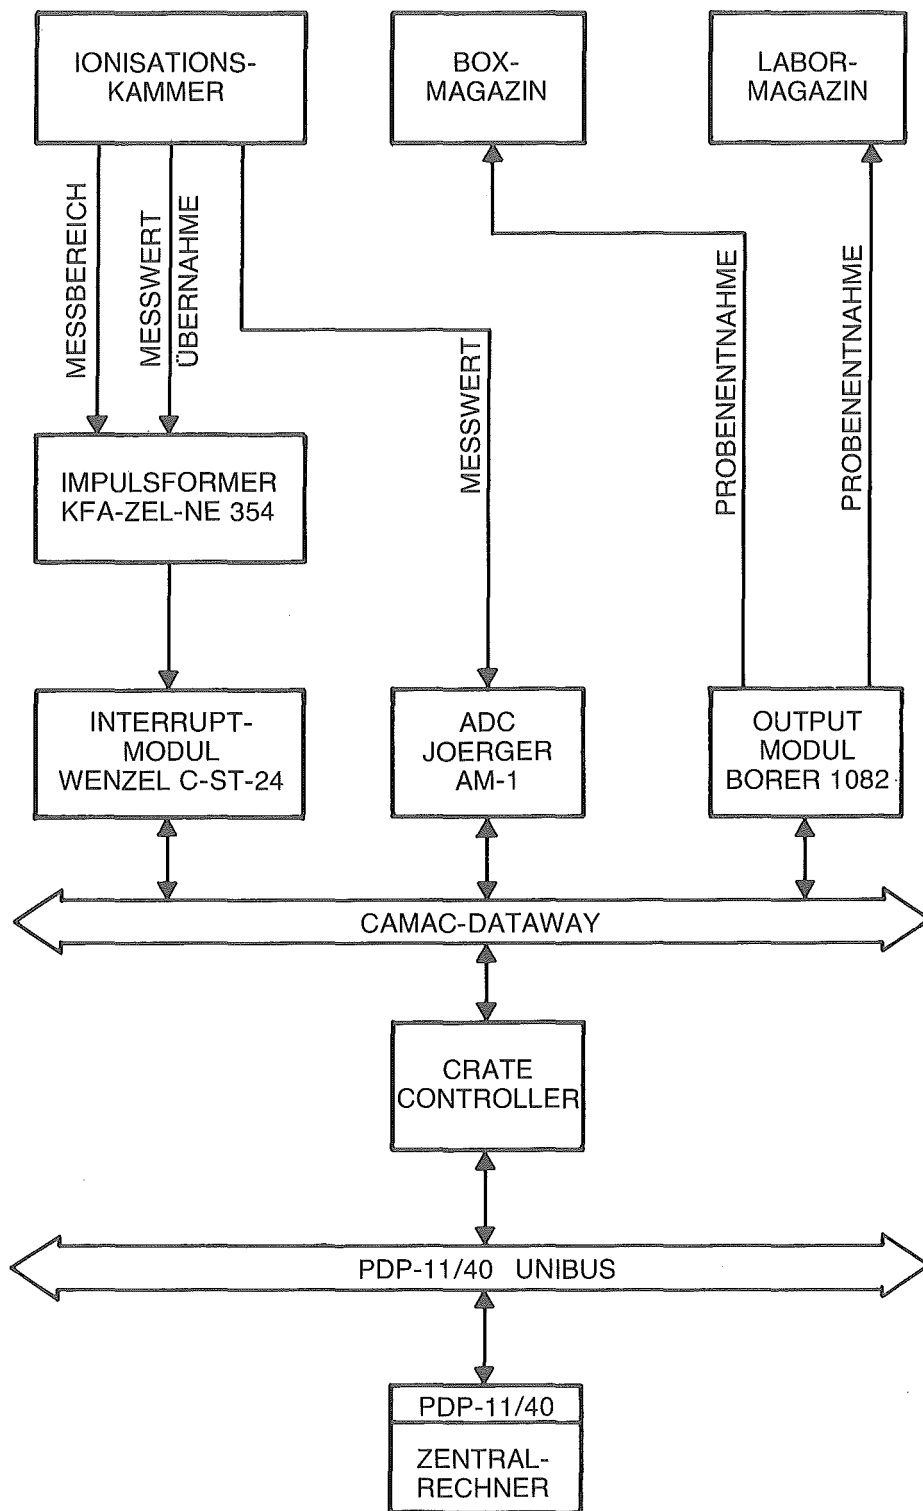 IONISATIONS-
KAMMER
BOX-
MAGAZIN
LABOR-
MAGAZIN
MESSBEREICH
MESSWERT
ÜBERNAHME
MESSWERT
PROBENENTNAHME
PROBENENTNAHME
IMPULSFORMER
KFA-ZEL-NE 354
INTERRUPT-
MODUL
WENZEL C-ST-24
ADC
JOERGER
AM-1
OUTPUT
MODUL
BORER 1082
CAMAC-DATAWAY
CRATE
CONTROLLER
PDP-11/40 UNIBUS
PDP-11/40
ZENTRAL-
RECHNER